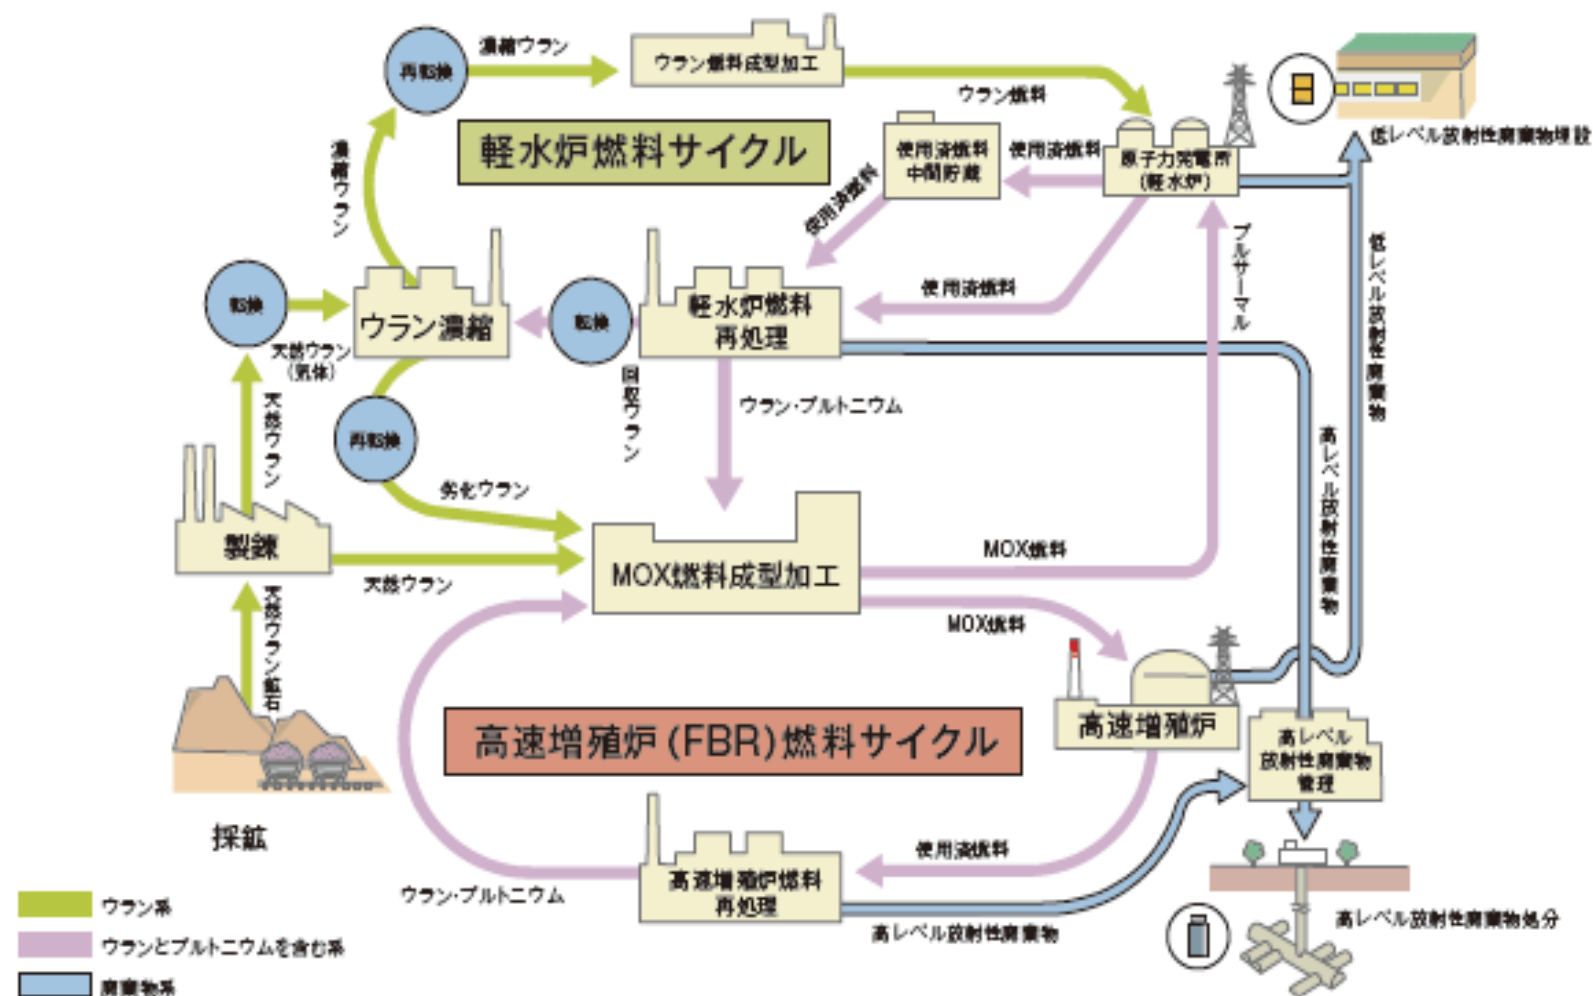 再転換
濃縮ウラン
ウラン燃料成型加工
ウラン燃料
低レベル放射性廃棄物埋設
軽水炉燃料サイクル
濃縮ウラン
使用済燃料
中間貯蔵
使用済燃料
原子力発電所
(軽水炉)
使用済燃料
プルサーマル
低レベル放射性廃棄物
転換
天然ウラン
(気体)
ウラン濃縮
転換
軽水炉燃料
再処理
使用済燃料
回収ウラン
ウラン・プルトニウム
高レベル放射性廃棄物
天然ウラン
再転換
劣化ウラン
製錬
天然ウラン
MOX燃料成型加工
MOX燃料
MOX燃料
天然ウラン鉱石
高速増殖炉(FBR)燃料サイクル
高速増殖炉
高レベル
放射性廃棄物
管理
採鉱
使用済燃料
高速増殖炉燃料
再処理
ウラン・プルトニウム
高レベル放射性廃棄物
高レベル放射性廃棄物処分
ウラン系
ウランとプルトニウムを含む系
廃棄物系